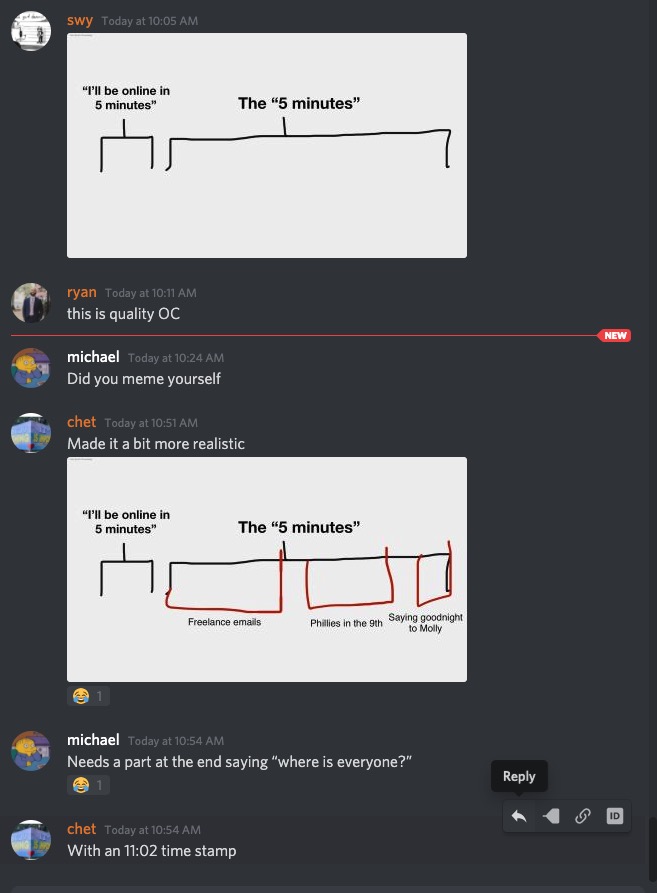 swy Today at 10:05 AM
"I'll be online in
5 minutes"
The "5 minutes"
ryan Today at 10:11 AM
this is quality OC
NEW
michael Today at 10:24 AM
Did you meme yourself
chet Today at 10:51 AM
Made it a bit more realistic
"I'll be online in
5 minutes"
The "5 minutes"
Freelance emails
Phillies in the 9th
Saying goodnight
to Molly
😂 1
michael Today at 10:54 AM
Needs a part at the end saying "where is everyone?"
😂 1
Reply
ID
chet Today at 10:54 AM
With an 11:02 time stamp